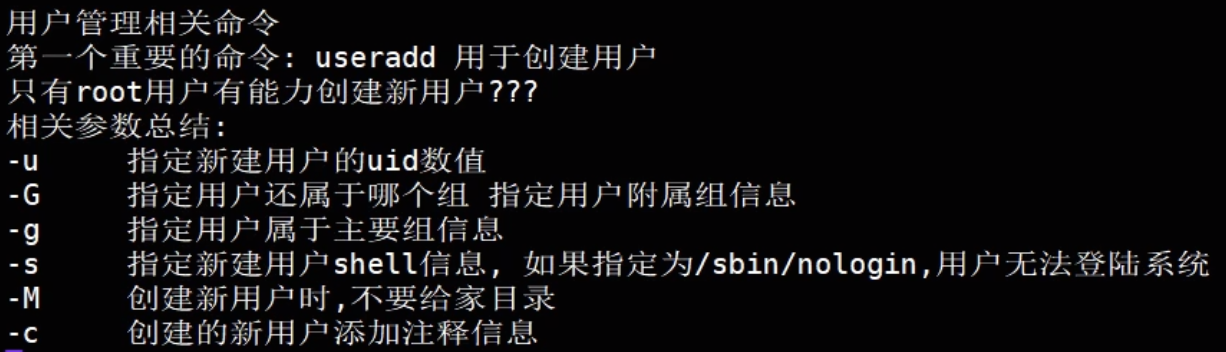 用户管理相关命令
第一个重要的命令: useradd 用于创建用户
只有root用户有能力创建新用户???
相关参数总结:
-u 指定新建用户的uid数值
-G 指定用户还属于哪个组 指定用户附属组信息
-g 指定用户属于主要组信息
-s 指定新建用户shell信息, 如果指定为/sbin/nologin,用户无法登陆系统
-M 创建新用户时,不要给家目录
-c 创建的新用户添加注释信息